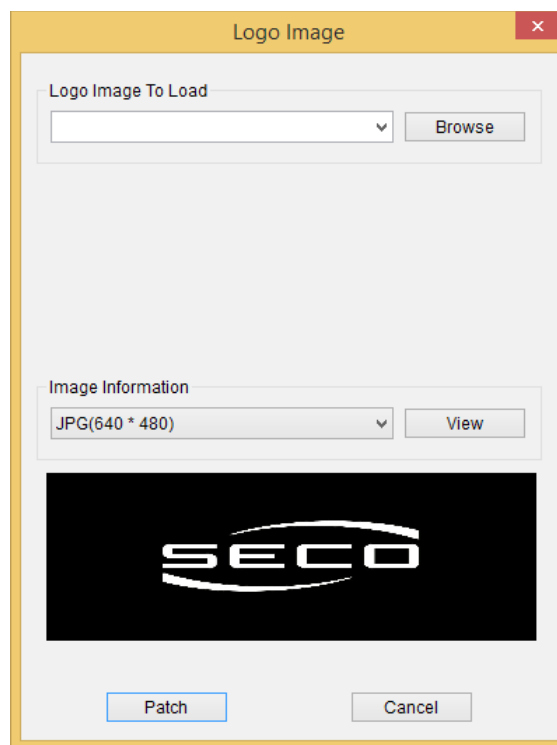 Logo Image
Logo Image To Load
Browse
Image Information
JPG(640 * 480)
View
SECO
Patch
Cancel